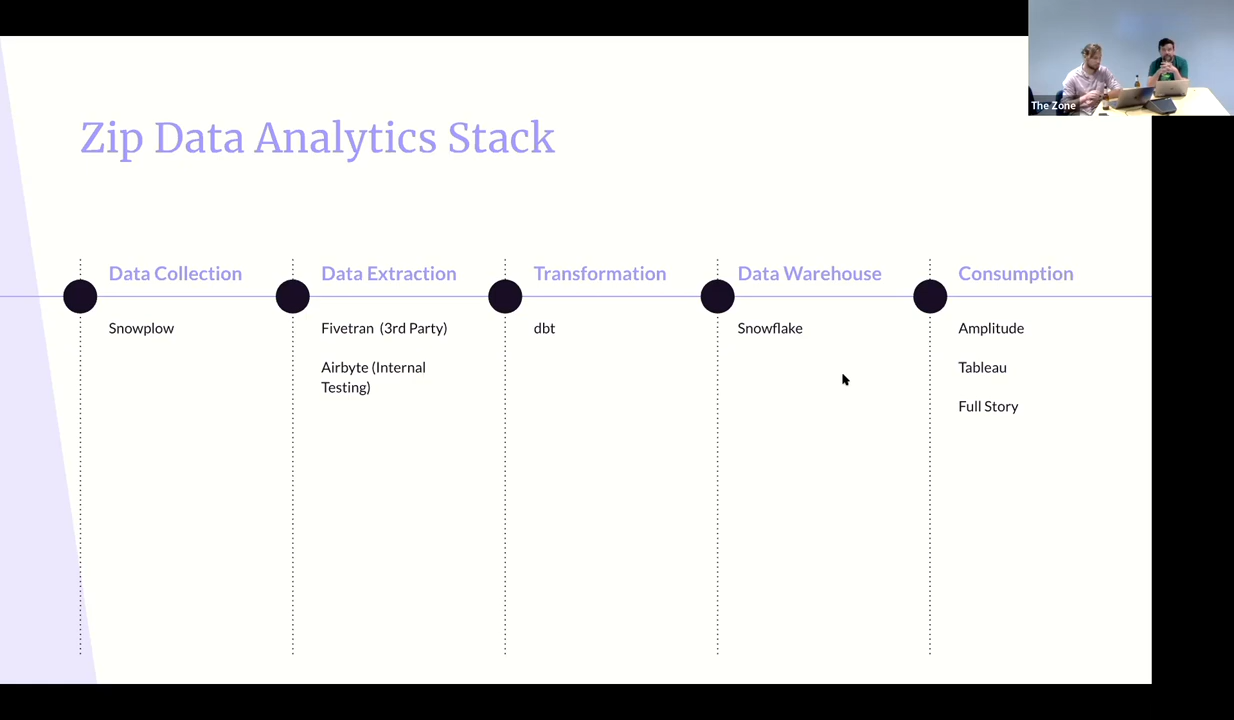 The Zone
Zip Data Analytics Stack
Data Collection
Snowplow
Data Extraction
Fivetran (3rd Party)
Airbyte (Internal
Testing)
Transformation
dbt
Data Warehouse
Snowflake
Consumption
Amplitude
Tableau
Full Story